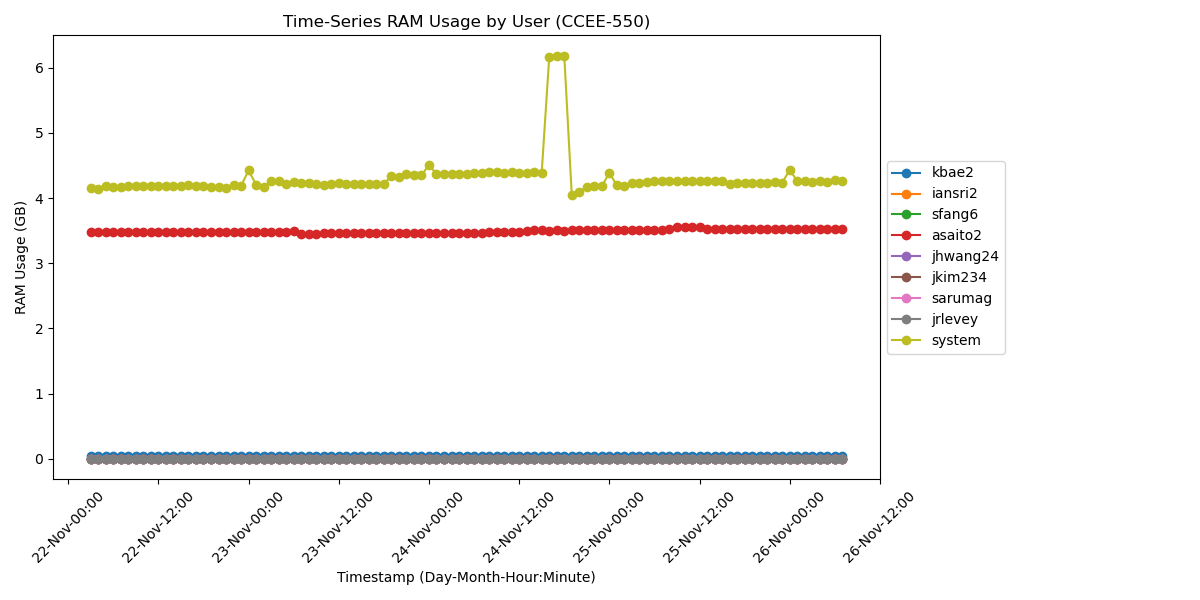 Time-Series RAM Usage by User (CCEE-550)
RAM Usage (GB)
6
5
4
3
2
1
0
22-Nov-00:00
22-Nov-12:00
23-Nov-00:00
23-Nov-12:00
24-Nov-00:00
24-Nov-12:00
25-Nov-00:00
25-Nov-12:00
26-Nov-00:00
26-Nov-12:00
Timestamp (Day-Month-Hour:Minute)
kbae2
iansri2
sfang6
asaito2
jhwang24
jkim234
sarumag
jrlevey
system